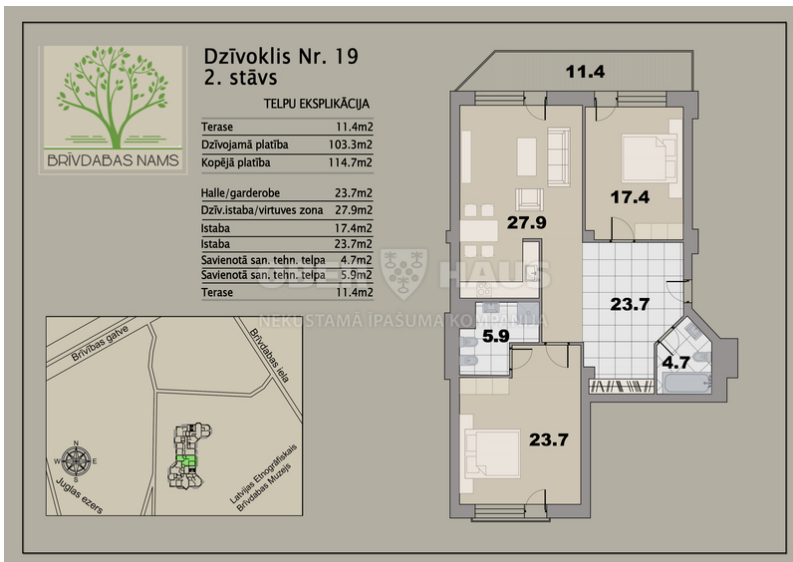 BRĪVDABAS NAMS
Dzīvoklis Nr. 19
2. stāvs
TELPU EKSPLIKĀCIJA
Terase 11.4m2
Dzīvojamā platība 103.3m2
Kopējā platība 114.7m2
Halle/garderobe 23.7m2
Dzīv.istaba/virtuves zona 27.9m2
Istaba 17.4m2
Istaba 23.7m2
Savienotā san. tehn. telpa 4.7m2
Savienotā san. tehn. telpa 5.9m2
Terase 11.4m2
OBER HAUS
NEKUSTAMĀ ĪPAŠUMA KOMPĀNIJA
11.4
17.4
27.9
23.7
5.9
4.7
23.7
Brīvības gatve
Brīvdabas iela
N
W E
S
Juglas ezers
Latvijas Etnogrāfiskais
Brīvdabas Muzejs